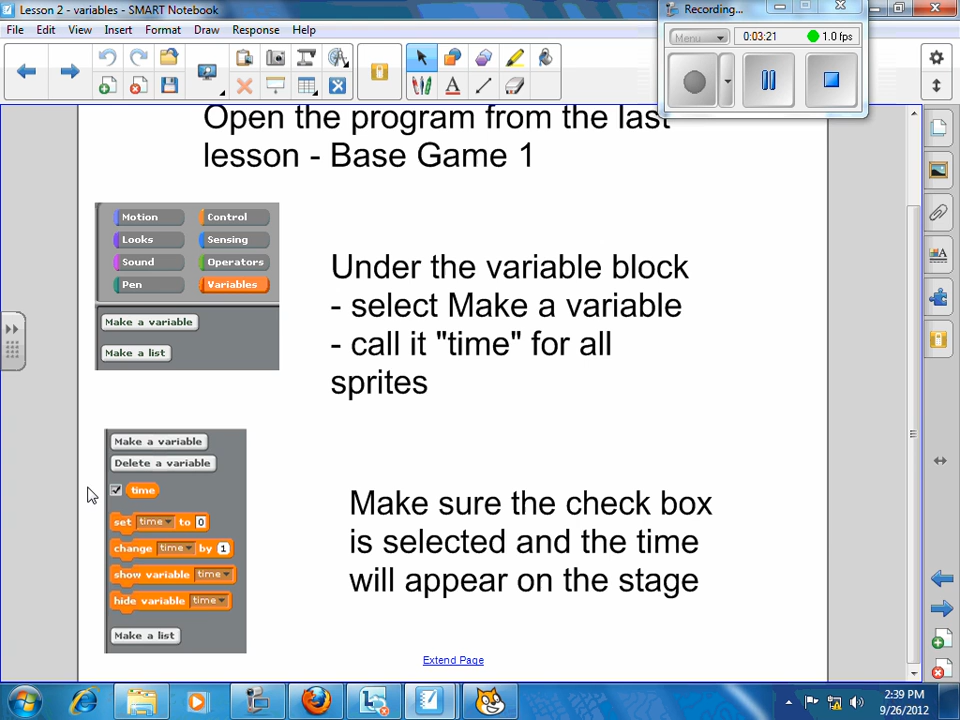 Lesson 2 - variables - SMART Notebook
Recording...
File Edit View Insert Format Draw Response Help
Menu 0:03:21 1.0 fps
Open the program from the last
lesson - Base Game 1
Motion Control
Looks Sensing
Sound Operators
Pen Variables
Make a variable
Make a list
Under the variable block
- select Make a variable
- call it "time" for all
sprites
Make a variable
Delete a variable
time
set time to 0
change time by 1
show variable time
hide variable time
Make a list
Make sure the check box
is selected and the time
will appear on the stage
Extend Page
2:39 PM
9/26/2012